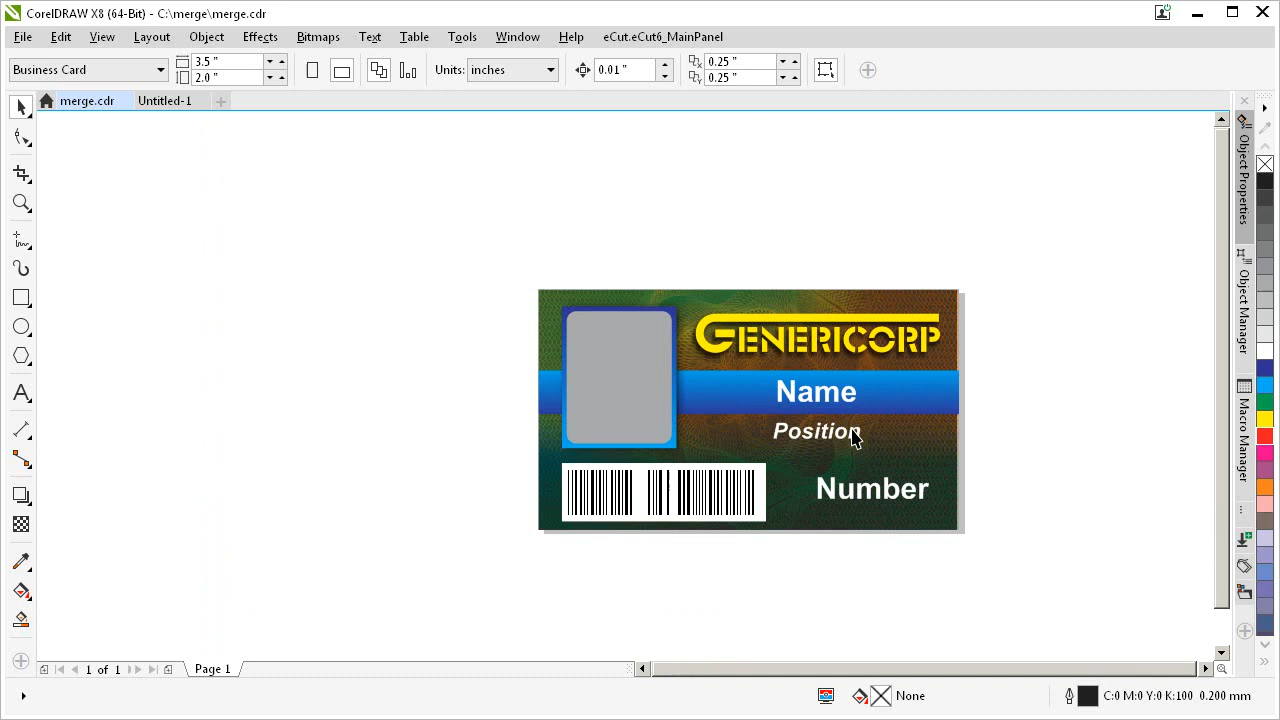 CorelDRAW X8 (64-Bit) - C:\merge\merge.cdr
File Edit View Layout Object Effects Bitmaps Text Table Tools Window Help eCut.eCut6_MainPanel
Business Card 3.5 " 2.0 " Units: inches 0.01 " 0.25 " 0.25 "
merge.cdr Untitled-1
Object Properties
Object Manager
Macro Manager
GENERICORP
Name
Position
Number
1 of 1 Page 1
None C:0 M:0 Y:0 K:100 0.200 mm